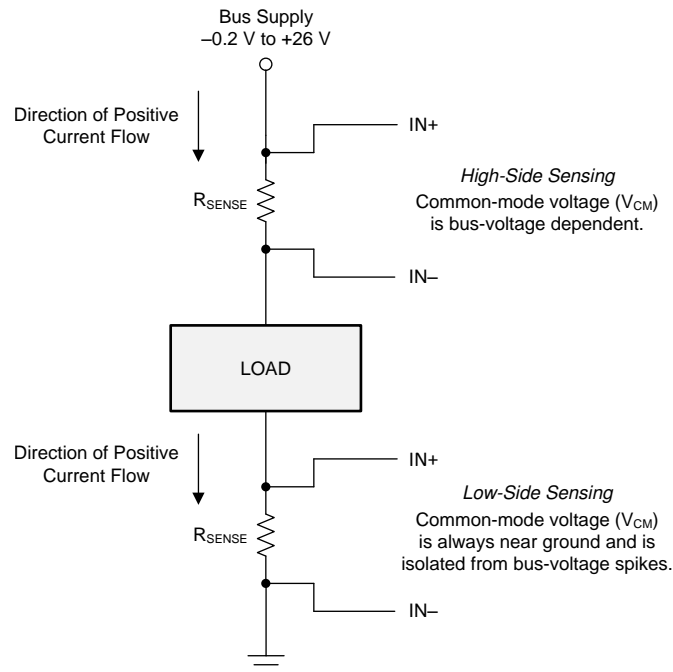 Bus Supply
–0.2 V to +26 V
Direction of Positive
Current Flow
IN+
RSENSE
High-Side Sensing
Common-mode voltage (VCM)
is bus-voltage dependent.
IN–
LOAD
Direction of Positive
Current Flow
IN+
RSENSE
Low-Side Sensing
Common-mode voltage (VCM)
is always near ground and is
isolated from bus-voltage spikes.
IN–